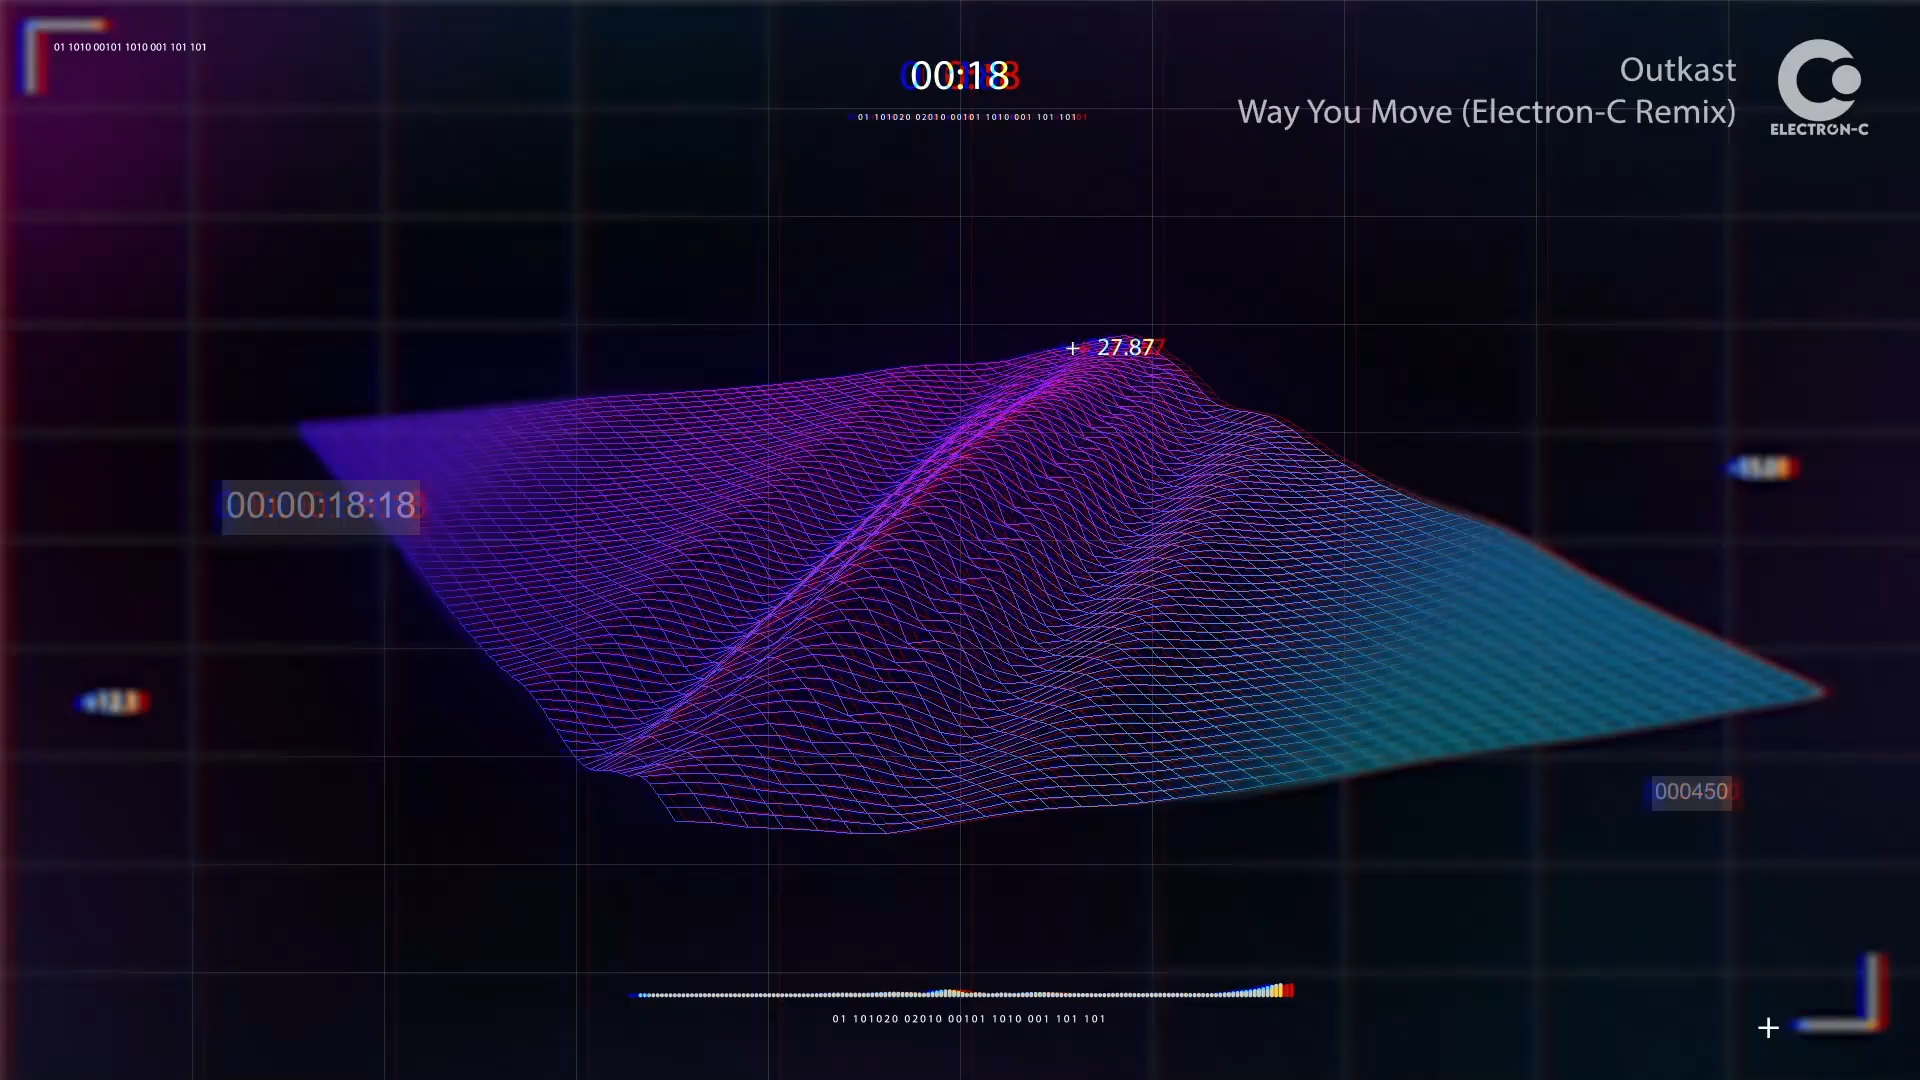 01 1010 00101 1010 001 101 101
00:18
01 101020 02010 00101 1010 001 101 101
Outkast
Way You Move (Electron-C Remix)
ELECTRON-C
+ 27.87
00:00:18:18
000450
01 101020 02010 00101 1010 001 101 101
+